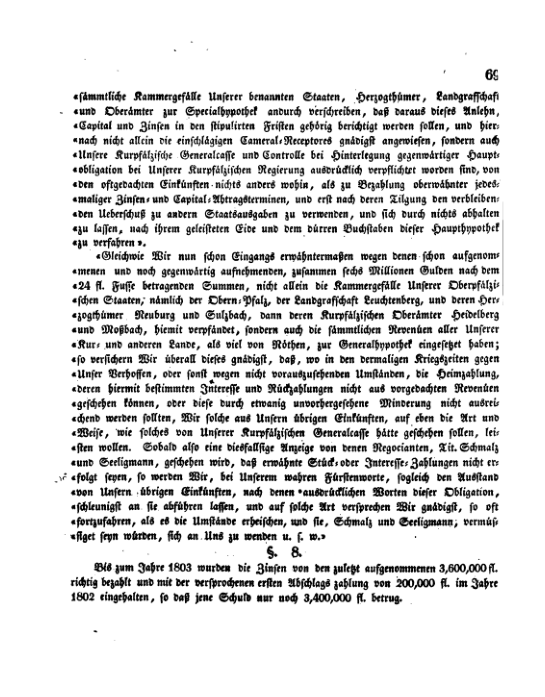 69
«sämmtliche Kammergefälle Unserer benannten Staaten, Herzogthümer, Landgrafschaft
«und Oberämter zur Specialhypothek andurch verschreiben, daß daraus dieses Anlehn,
«Capital und Zinsen in den stipulirten Fristen gehörig berichtigt werden sollen, und hier-
«nach nicht allein die einschlägigen Cameral-Receptores gnädigst angewiesen, sondern auch
«Unsere Kurpfälzische Generalcasse und Controlle bei Hinterlegung gegenwärtiger Haupt-
«obligation bei Unserer Kurpfälzischen Regierung ausdrücklich verpflichtet worden sind, von
«den oftgedachten Einkünften nichts anders wohin, als zu Bezahlung oberwähnter jedes-
«maliger Zinsen- und Capital-Abtragsterminen, und erst nach deren Tilgung den verbleiben-
«den Ueberschuß zu andern Staatsausgaben zu verwenden, und sich durch nichts abhalten
«zu lassen, nach ihrem geleisteten Eide und dem dürren Buchstaben dieser Haupthypothek
«zu verfahren».
«Gleichwie Wir nun schon Eingangs erwähntermaßen wegen denen schon aufgenom-
«menen und noch gegenwärtig aufnehmenden, zusammen sechs Millionen Gulden nach dem
«24 fl. Fusse betragenden Summen, nicht allein die Kammergefälle Unserer Oberpfälzi-
«schen Staaten, nämlich der Obern-Pfalz, der Landgraffschaft Leuchtenberg, und deren Her-
«zogthümer Neuburg und Sulzbach, dann deren Kurpfälzischen Oberämter Heidelberg
«und Moßbach, hiemit verpfändet, sondern auch die sämmtlichen Revenüen aller Unserer
«Kur- und anderen Lande, als viel von Nöthen, zur Generalhypothek eingesetzt haben;
«so versichern Wir überall dieses gnädigst, daß, wo in den dermaligen Kriegszeiten gegen
«Unser Verhoffen, oder sonst wegen nicht vorauszusehenden Umständen, die Heimzahlung,
«deren hiermit bestimmten Interesse und Rückzahlungen nicht aus vorgedachten Revenüen
«geschehen können, oder diese durch etwanig unvorhergesehene Minderung nicht ausrei-
«chend werden sollten, Wir solche aus Unsern übrigen Einkünften, auf eben die Art und
«Weise, wie solches von Unserer Kurpfälzischen Generalcasse hätte geschehen sollen, lei-
«sten wollen. Sobald also eine diesfallsige Anzeige von denen Negocianten, Tit. Schmalz
«und Seeligmann, geschehen wird, daß erwähnte Stück- oder Interesse-Zahlungen nicht er-
«folgt seyen, so werden Wir, bei Unserem wahren Fürstenworte, sogleich den Ausstand
«von Unsern übrigen Einkünften, nach denen ausdrücklichen Worten dieser Obligation,
«schleunigst an sie abführen lassen, und auf solche Art versprechen Wir gnädigst, so oft
«fortzufahren, als es die Umstände erheischen, und sie, Schmalz und Seeligmann, vermüs-
«siget seyn würden, sich an Uns zu wenden u. s. w.»
§. 8.
Bis zum Jahre 1803 wurden die Zinsen von den zuletzt aufgenommenen 3,600,000 fl.
richtig bezahlt und mit der versprochenen ersten Abschlags zahlung von 200,000 fl. im Jahre
1802 eingehalten, so daß jene Schuld nur noch 3,400,000 fl. betrug.